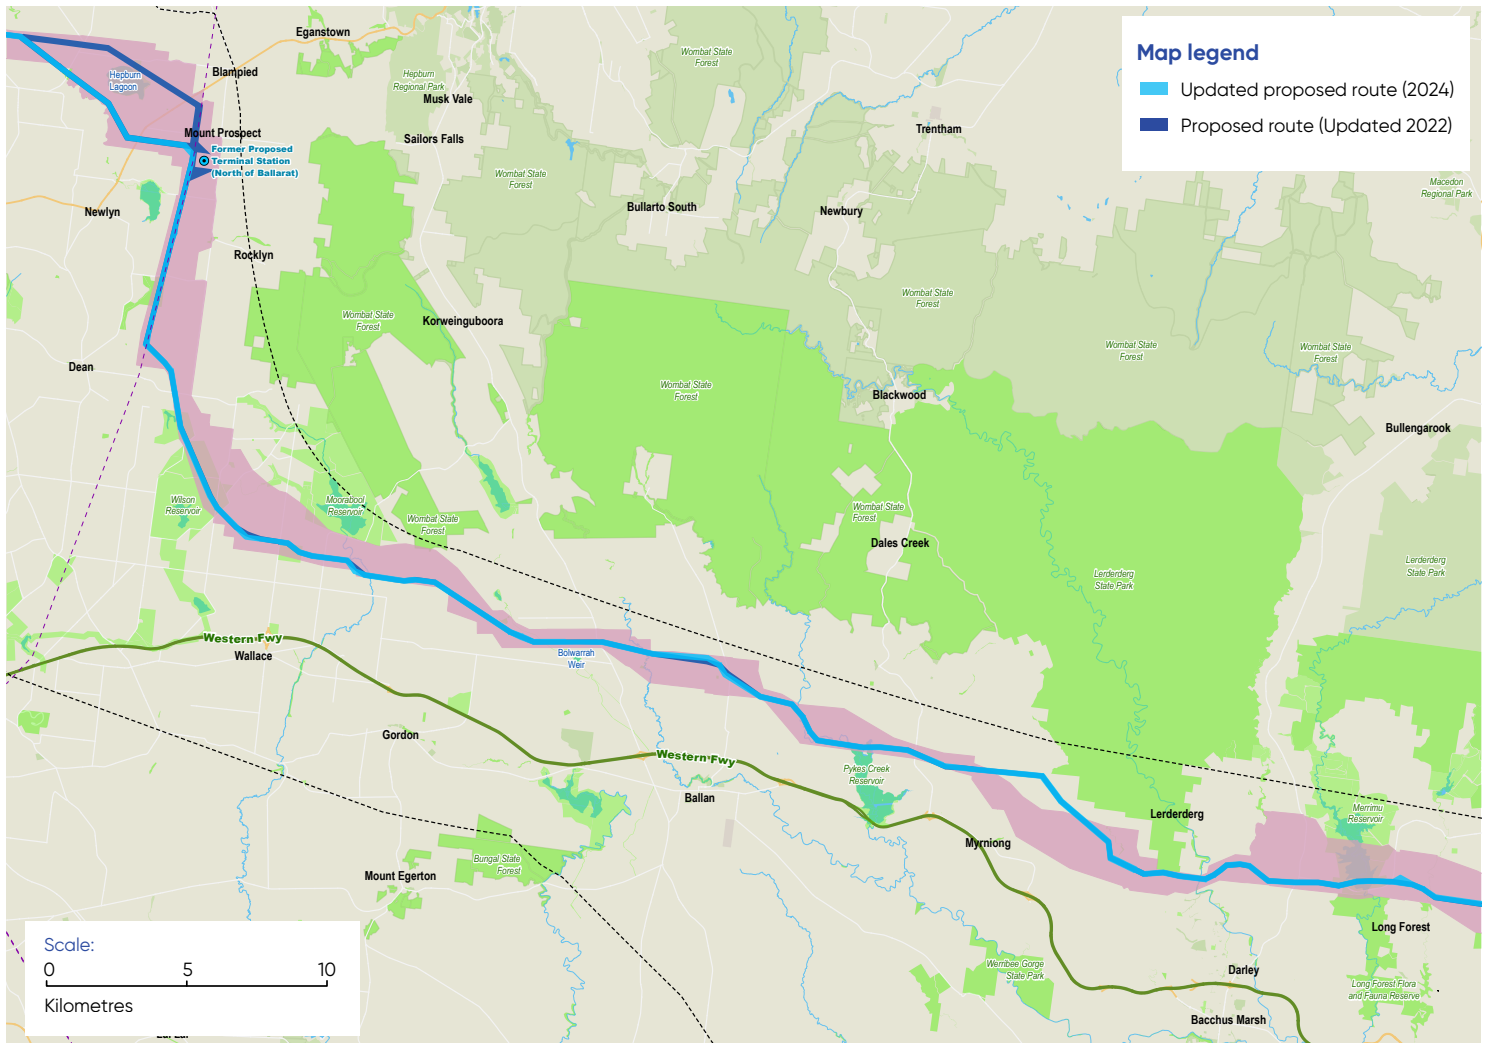 Eganstown
Wombat State
Forest
Map legend
Updated proposed route (2024)
Proposed route (Updated 2022)
Blampied
Hepburn
Lagoon
Hepburn
Regional Park
Musk Vale
Mount Prospect
Sailors Falls
Trentham
Former Proposed
Terminal Station
(North of Ballarat)
Wombat State
Forest
Macedon
Regional Park
Newlyn
Bullarto South
Newbury
Rocklyn
Wombat State
Forest
Wombat State
Forest
Korweinguboora
Wombat State
Forest
Wombat State
Forest
Dean
Wombat State
Forest
Blackwood
Bullengarook
Wilson
Reservoir
Moorabool
Reservoir
Wombat State
Forest
Wombat State
Forest
Dales Creek
Lerderderg
State Park
Lerderderg
State Park
Western Fwy
Wallace
Bolwarrah
Weir
Gordon
Western Fwy
Pykes Creek
Reservoir
Ballan
Lerderderg
Merrimu
Reservoir
Myrniong
Bungal State
Forest
Mount Egerton
Long Forest
Scale:
0 5 10
Kilometres
Werribee Gorge
State Park
Darley
Long Forest Flora
and Fauna Reserve
Bacchus Marsh